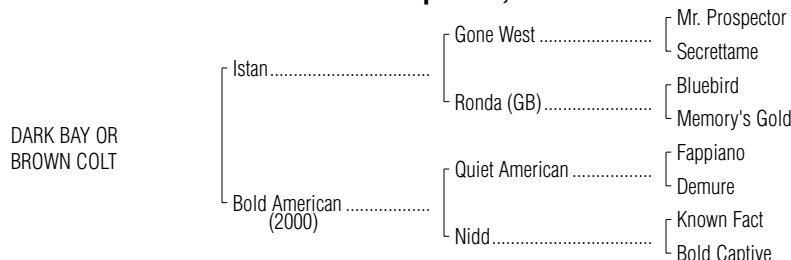 Mr. Prospector
Gone West ..................
Secrettame
Istan................................
Bluebird
Ronda (GB)..................
Memory's Gold
DARK BAY OR
BROWN COLT
Fappiano
Quiet American .............
Demure
Bold American ................
(2000)
Known Fact
Nidd...............................
Bold Captive